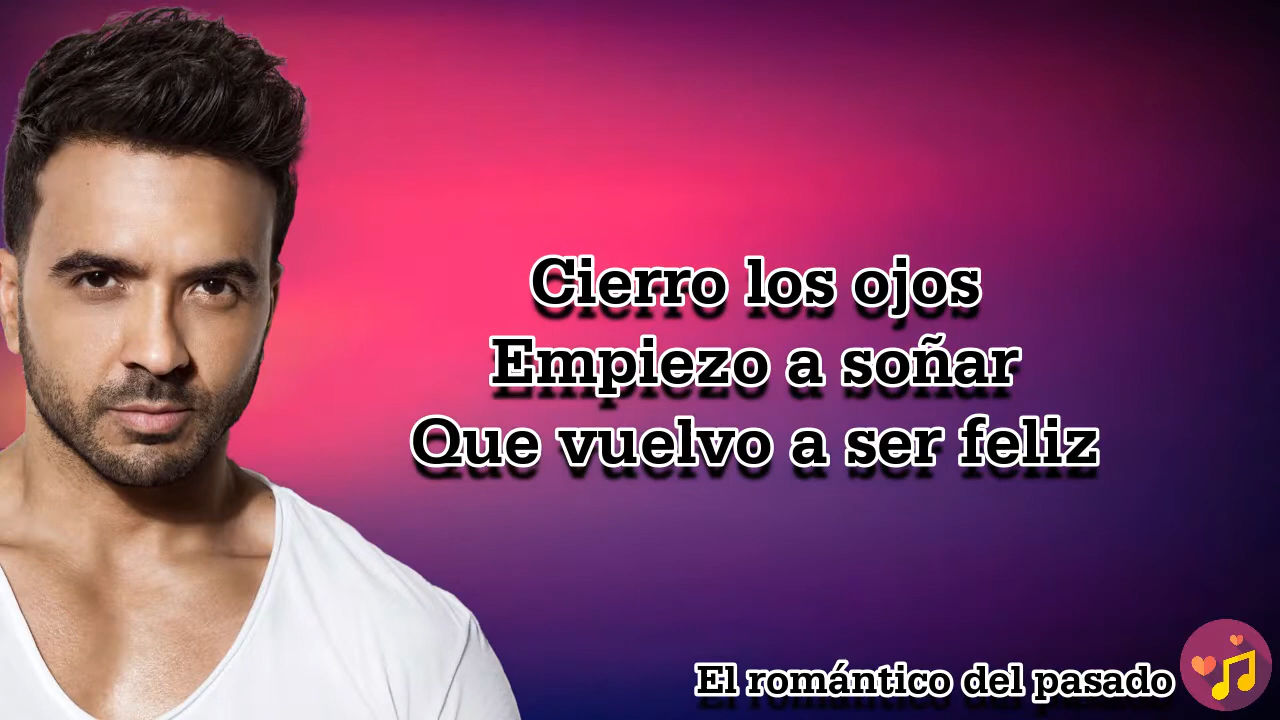 Cierro los ojos
Empiezo a soñar
Que vuelvo a ser feliz
El romántico del pasado